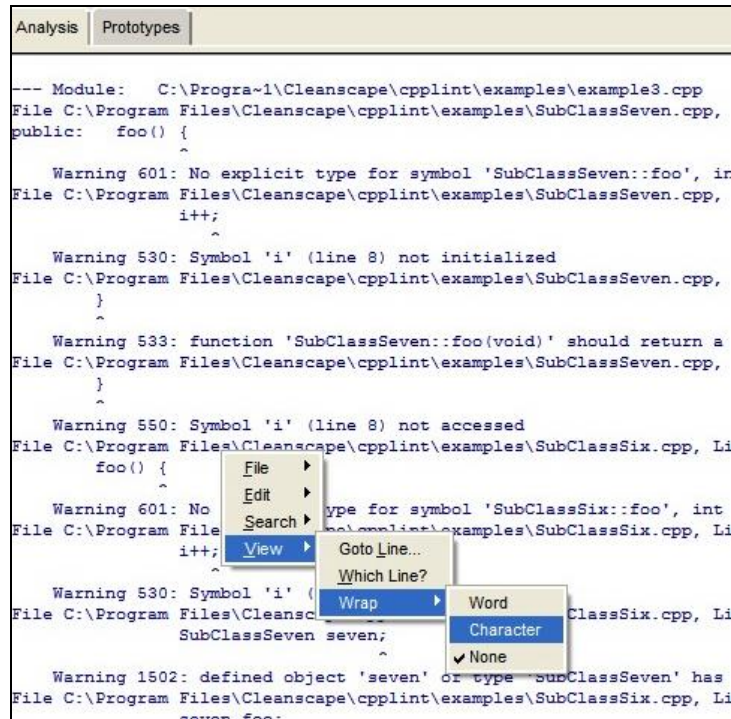 Analysis Prototypes
--- Module:   C:\Progra~1\Cleanscape\cpplint\examples\example3.cpp
File C:\Program Files\Cleanscape\cpplint\examples\SubClassSeven.cpp,
public:   foo() {
^
Warning 601: No explicit type for symbol 'SubClassSeven::foo', in
File C:\Program Files\Cleanscape\cpplint\examples\SubClassSeven.cpp,
i++;
^
Warning 530: Symbol 'i' (line 8) not initialized
File C:\Program Files\Cleanscape\cpplint\examples\SubClassSeven.cpp,
}
^
Warning 533: function 'SubClassSeven::foo(void)' should return a
File C:\Program Files\Cleanscape\cpplint\examples\SubClassSeven.cpp,
}
^
Warning 550: Symbol 'i' (line 8) not accessed
File C:\Program Files\Cleanscape\cpplint\examples\SubClassSix.cpp, Li
foo() {
^
Warning 601: No ype for symbol 'SubClassSix::foo', int
File C:\Program File examples\SubClassSix.cpp, Li
i++;
^
Warning 530: Symbol 'i' (
File C:\Program Files\Cleansc ClassSix.cpp, Li
SubClassSeven seven;
^
Warning 1502: defined object 'seven' of type 'SubClassSeven' has
File C:\Program Files\Cleanscape\cpplint\examples\SubClassSix.cpp, Li
seven.foo;
File
Edit
Search
View
Goto Line...
Which Line?
Wrap
Word
Character
None